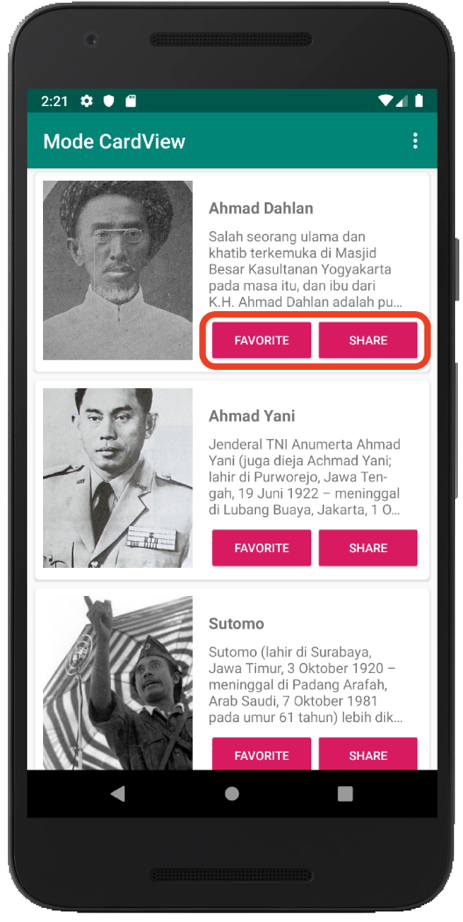 2:21
Mode CardView
Ahmad Dahlan
Salah seorang ulama dan
khatib terkemuka di Masjid
Besar Kasultanan Yogyakarta
pada masa itu, dan ibu dari
K.H. Ahmad Dahlan adalah pu...
FAVORITE SHARE
Ahmad Yani
Jenderal TNI Anumerta Ahmad
Yani (juga dieja Achmad Yani;
lahir di Purworejo, Jawa Ten-
gah, 19 Juni 1922 – meninggal
di Lubang Buaya, Jakarta, 1 O...
FAVORITE SHARE
Sutomo
Sutomo (lahir di Surabaya,
Jawa Timur, 3 Oktober 1920 –
meninggal di Padang Arafah,
Arab Saudi, 7 Oktober 1981
pada umur 61 tahun) lebih dik...
FAVORITE SHARE